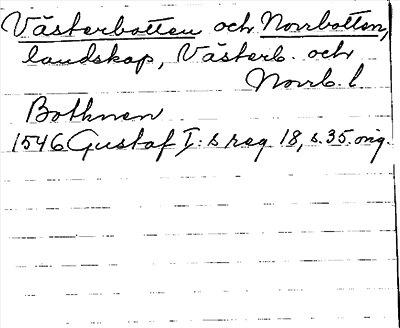 Västerbotten och Norrbotten,
landskap, Västerb. och
Norrb. l.
Bothnen
1546 Gustaf I:s reg. 18, s. 35. orig.